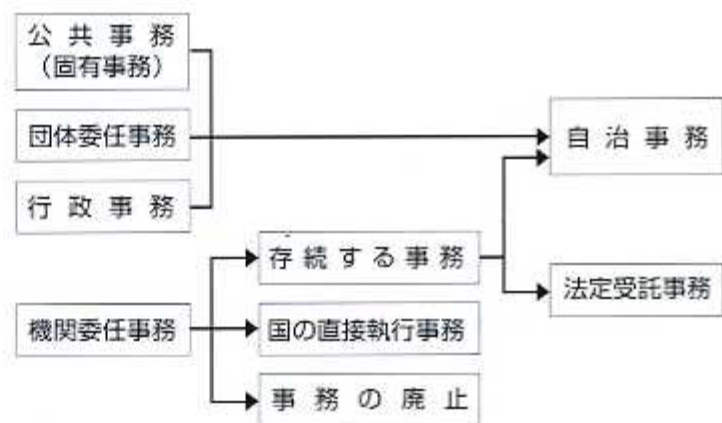 公共事務
（固有事務）
団体委任事務
行政事務
機関委任事務
存続する事務
国の直接執行事務
事務の廃止
自治事務
法定受託事務